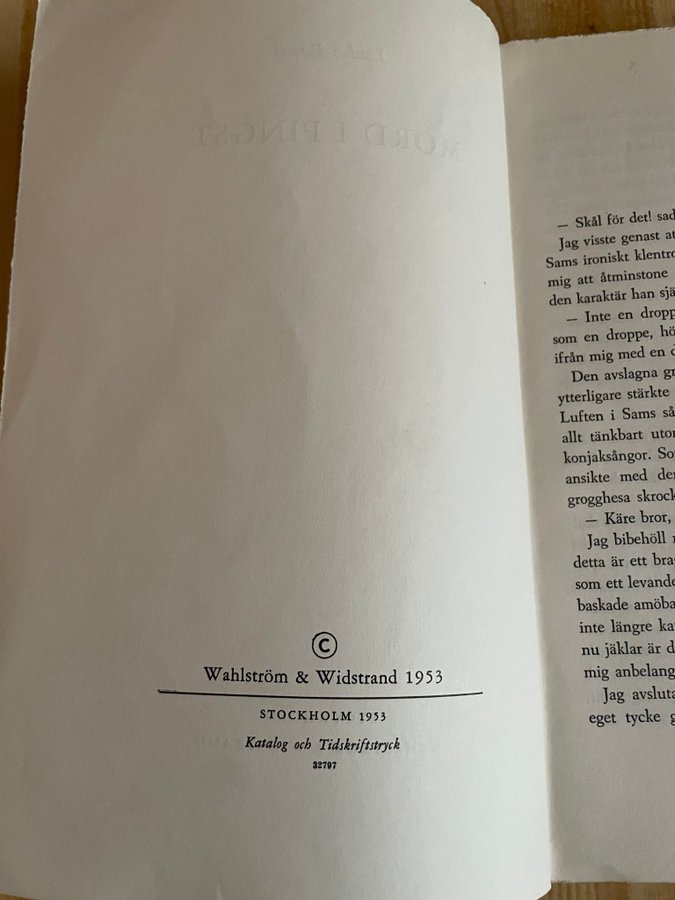 MORD I PINGST
©
Wahlström & Widstrand 1953
STOCKHOLM 1953
Katalog och Tidskriftstryck
32797
— Skål för det! sad
Jag visste genast at
Sams ironiskt klentro
mig att åtminstone
den karaktär han sjä
— Inte en dropp
som en droppe, hö
ifrån mig med en d
Den avslagna gr
ytterligare stärkte
Luften i Sams så
allt tänkbart uto
konjaksångor. So
ansikte med de
grogghesa skrock
— Käre bror,
Jag bibehöll
detta är ett bra
som ett levande
baskade amöba
inte längre ka
nu jäklar är d
mig anbelang
Jag avsluta
eget tycke g